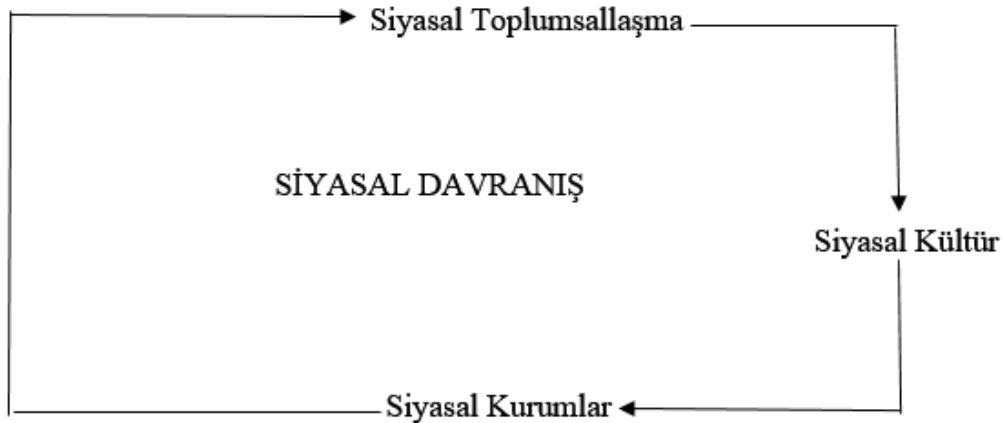 Siyasal Toplumsallaşma
SİYASAL DAVRANIŞ
Siyasal Kültür
Siyasal Kurumlar